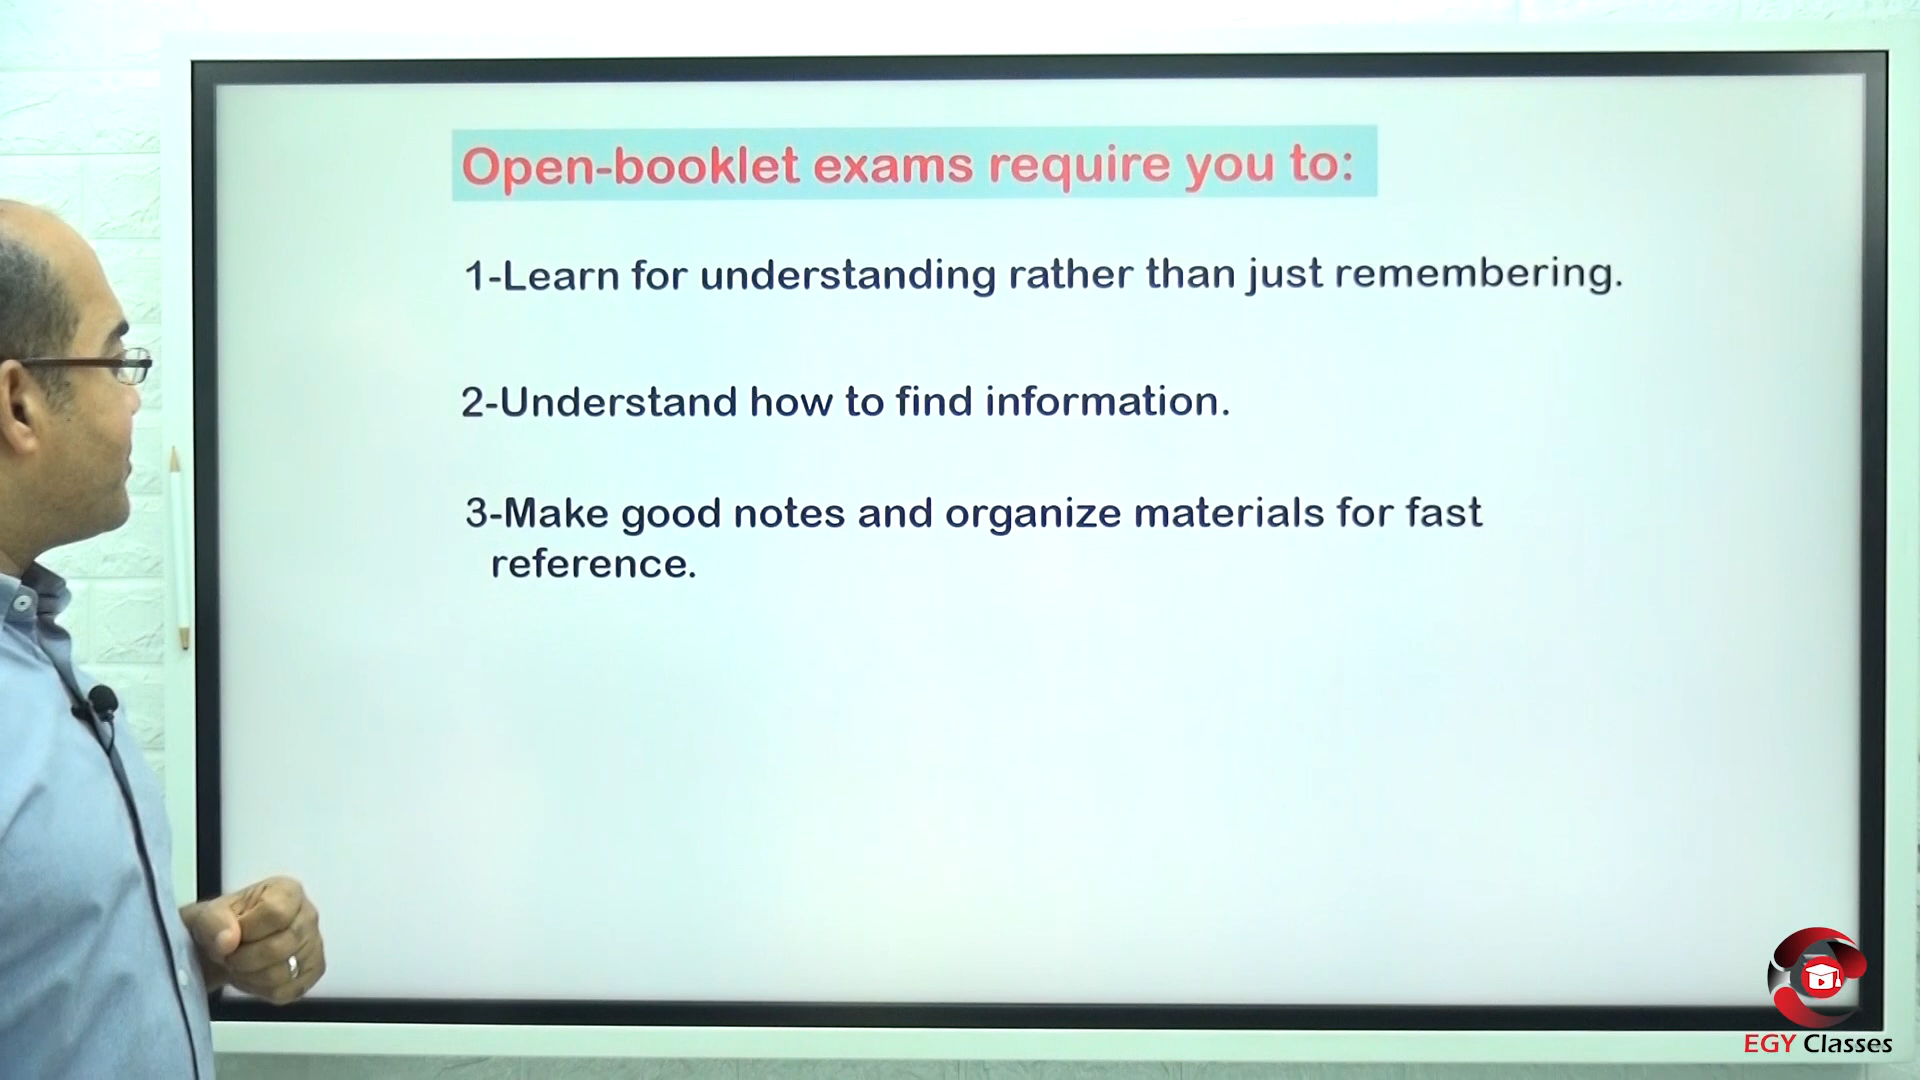 Open-booklet exams require you to:
1-Learn for understanding rather than just remembering.
2-Understand how to find information.
3-Make good notes and organize materials for fast
reference.
EGY Classes